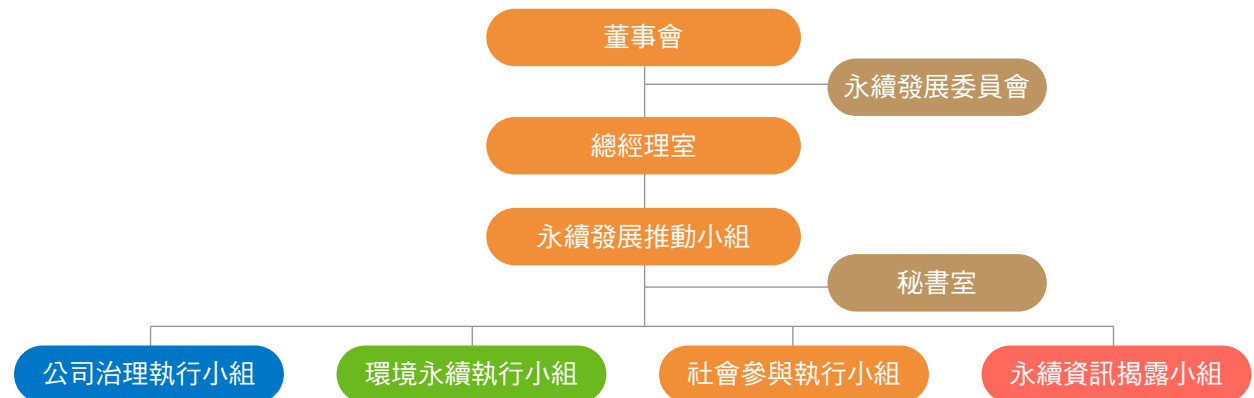 董事會
永續發展委員會
總經理室
永續發展推動小組
秘書室
公司治理執行小組
環境永續執行小組
社會參與執行小組
永續資訊揭露小組